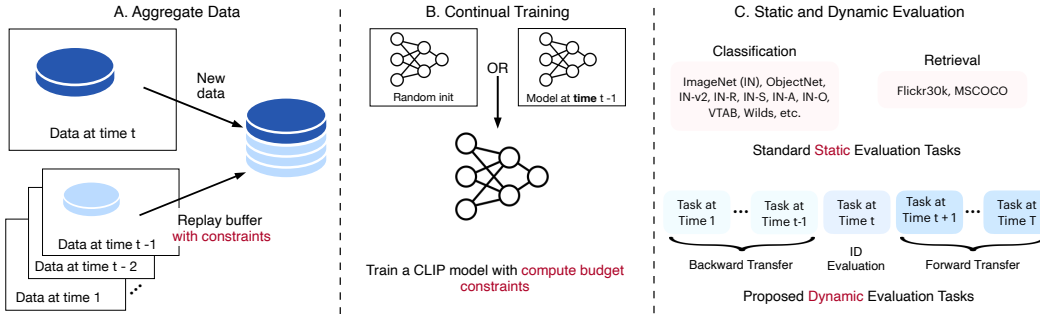 A. Aggregate Data
Data at time t
New
data
Data at time t -1
Data at time t - 2
Data at time 1
Replay buffer
with constraints
B. Continual Training
Random init
OR
Model at time t -1
Train a CLIP model with compute budget
constraints
C. Static and Dynamic Evaluation
Classification
ImageNet (IN), ObjectNet,
IN-v2, IN-R, IN-S, IN-A, IN-O,
VTAB, Wilds, etc.
Retrieval
Flickr30k, MSCOCO
Standard Static Evaluation Tasks
Task at
Time 1
Task at
Time t-1
Task at
Time t
Task at
Time t + 1
Task at
Time T
Backward Transfer
ID
Evaluation
Forward Transfer
Proposed Dynamic Evaluation Tasks